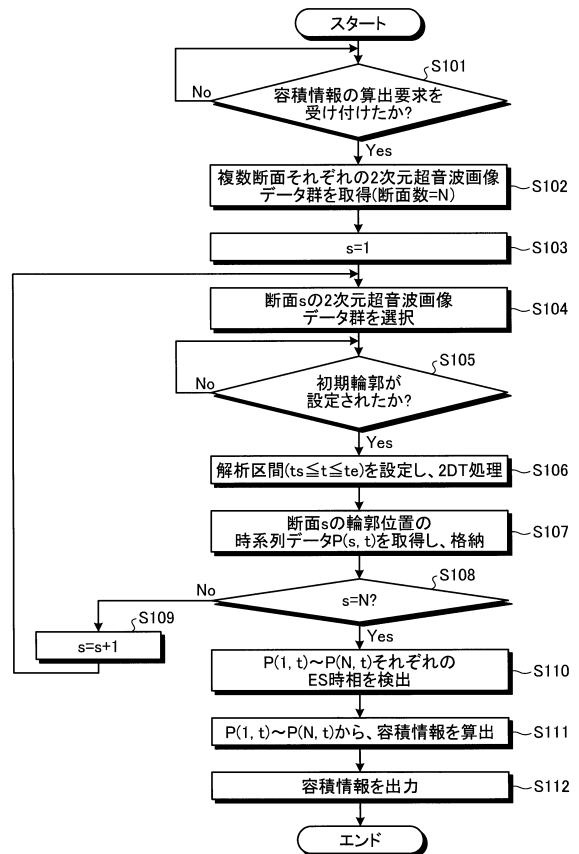 スタート
S101
容積情報の算出要求を
受け付けたか?
No
Yes
複数断面それぞれの2次元超音波画像
データ群を取得(断面数=N)
S102
s=1
S103
断面sの2次元超音波画像
データ群を選択
S104
S105
初期輪郭が
設定されたか?
No
Yes
解析区間(ts≦t≦te)を設定し、2DT処理
S106
断面sの輪郭位置の
時系列データP(s, t)を取得し、格納
S107
S108
s=N?
No
Yes
S109
s=s+1
P(1, t)～P(N, t)それぞれの
ES時相を検出
S110
P(1, t)～P(N, t)から、容積情報を算出
S111
容積情報を出力
S112
エンド